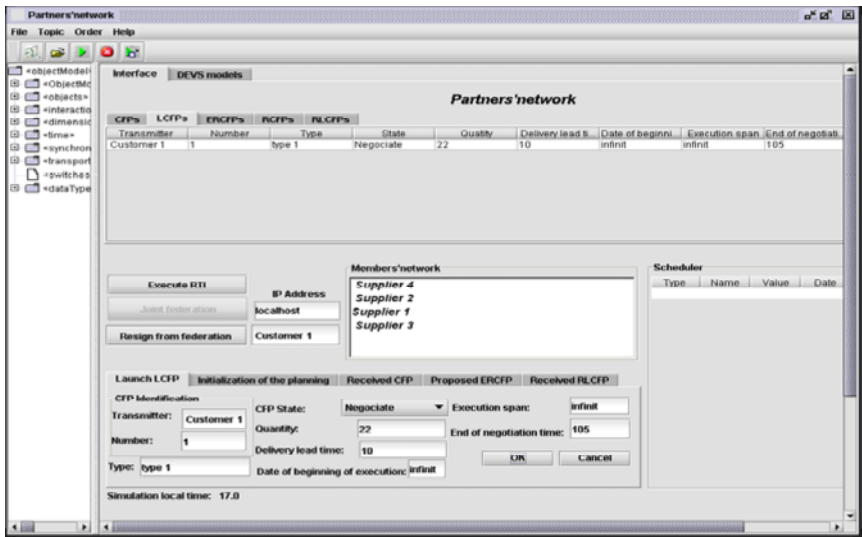 Partners'network
File Topic Order Help
<objectModel>
<ObjectMc
<objects>
<interactio
<dimensic
<time>
<synchron
<transport
<switches
<dataType
Interface DEVS models
Partners'network
CFPs LCFPs ERCFPs RCFPs RLCFPs
Transmitter Number Type State Quatity Delivery lead ti... Date of beginni... Execution span End of negotiati...
Customer 1 1 type 1 Negociate 22 10 infinit infinit 105
Execute RTI
Joint federation
Resign from federation
IP Address
localhost
Customer 1
Members'network
Supplier 4
Supplier 2
Supplier 1
Supplier 3
Scheduler
Type Name Value Date
Launch LCFP Initialization of the planning Received CFP Proposed ERCFP Received RLCFP
CFP Identification
Transmitter: Customer 1
Number: 1
Type: type 1
CFP State: Negociate
Quantity: 22
Delivery lead time: 10
Date of beginning of execution: infinit
Execution span: infinit
End of negotiation time: 105
OK Cancel
Simulation local time: 17.0